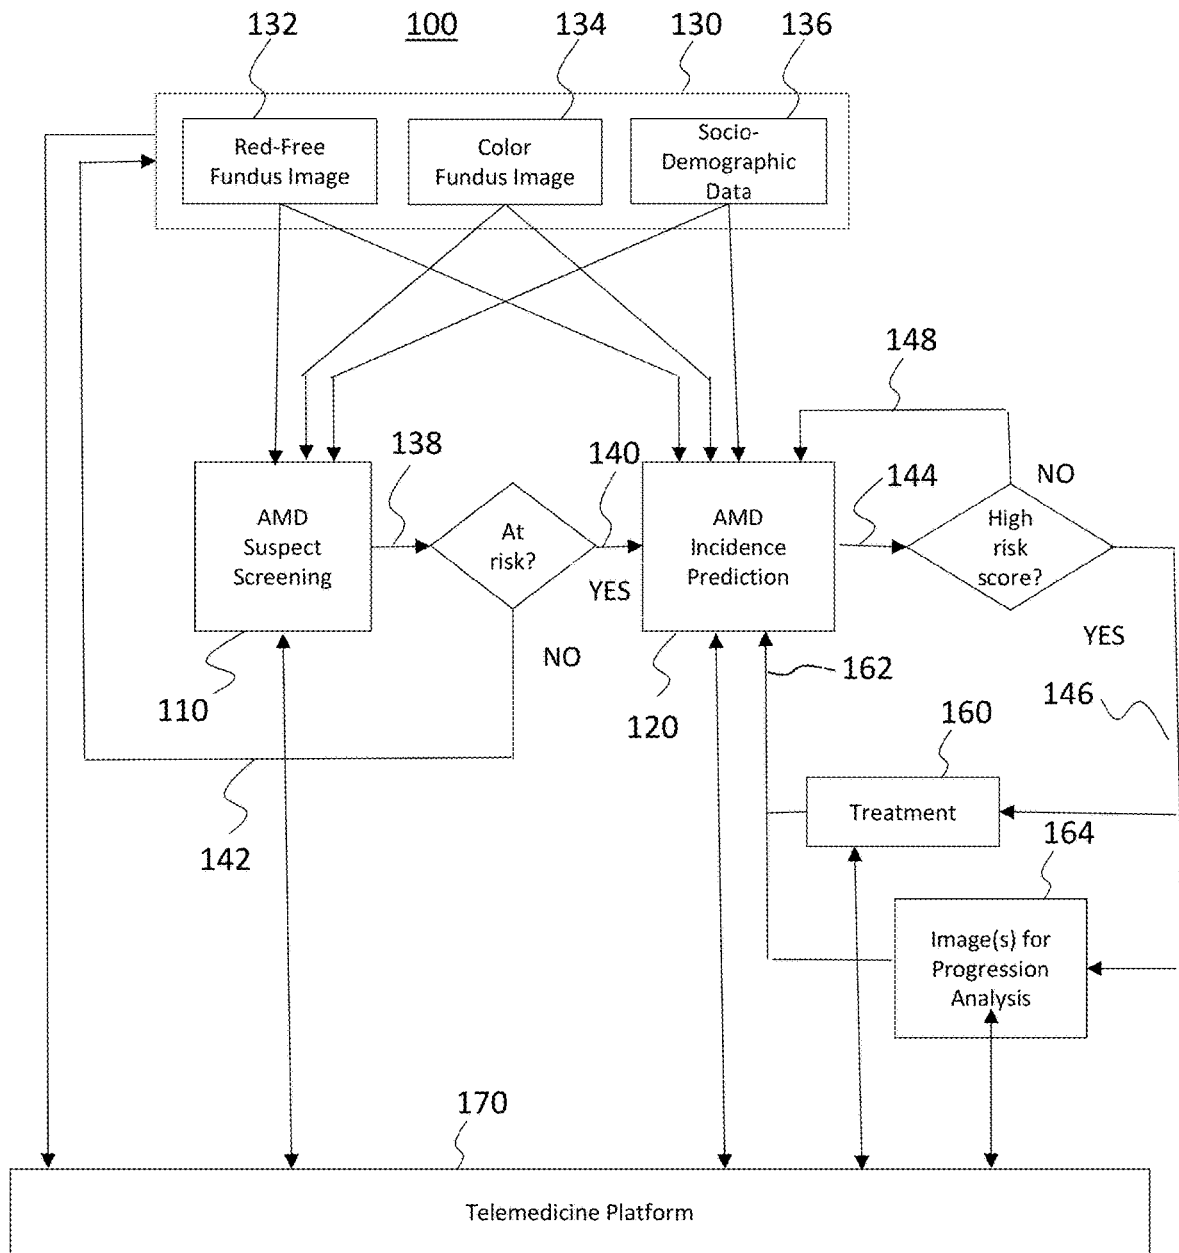 132
100
134
130
136
Red-Free
Fundus Image
Color
Fundus Image
Socio-
Demographic
Data
148
138
140
144
NO
AMD
Suspect
Screening
At
risk?
AMD
Incidence
Prediction
High
risk
score?
YES
YES
NO
110
120
162
146
160
142
Treatment
164
Image(s) for
Progression
Analysis
170
Telemedicine Platform